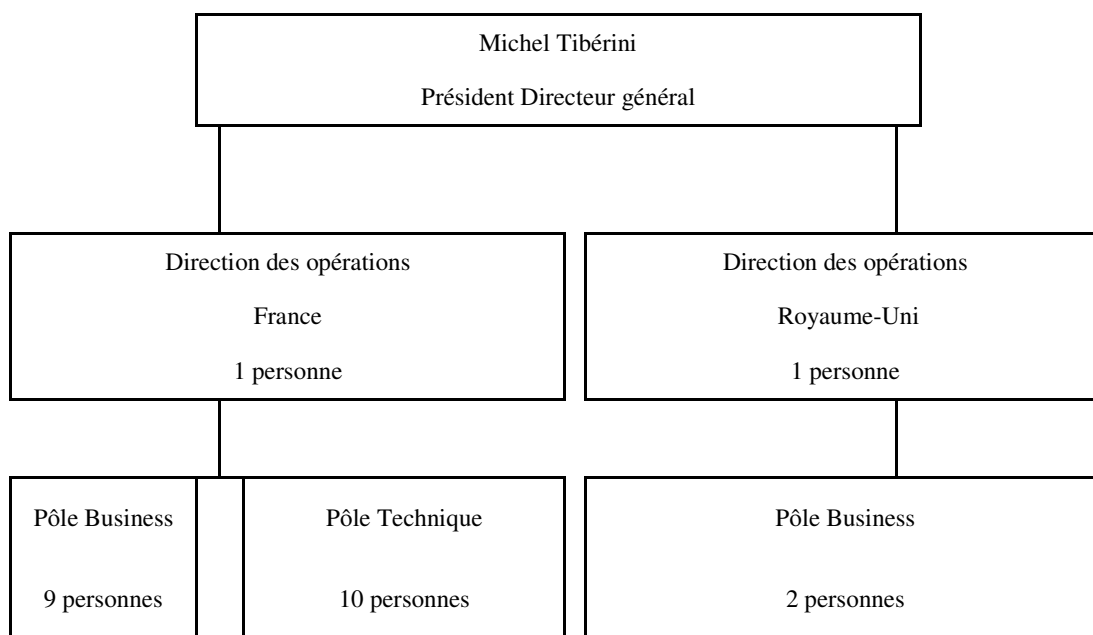 Michel Tibérini
Président Directeur général
Direction des opérations
France
1 personne
Direction des opérations
Royaume-Uni
1 personne
Pôle Business
9 personnes
Pôle Technique
10 personnes
Pôle Business
2 personnes